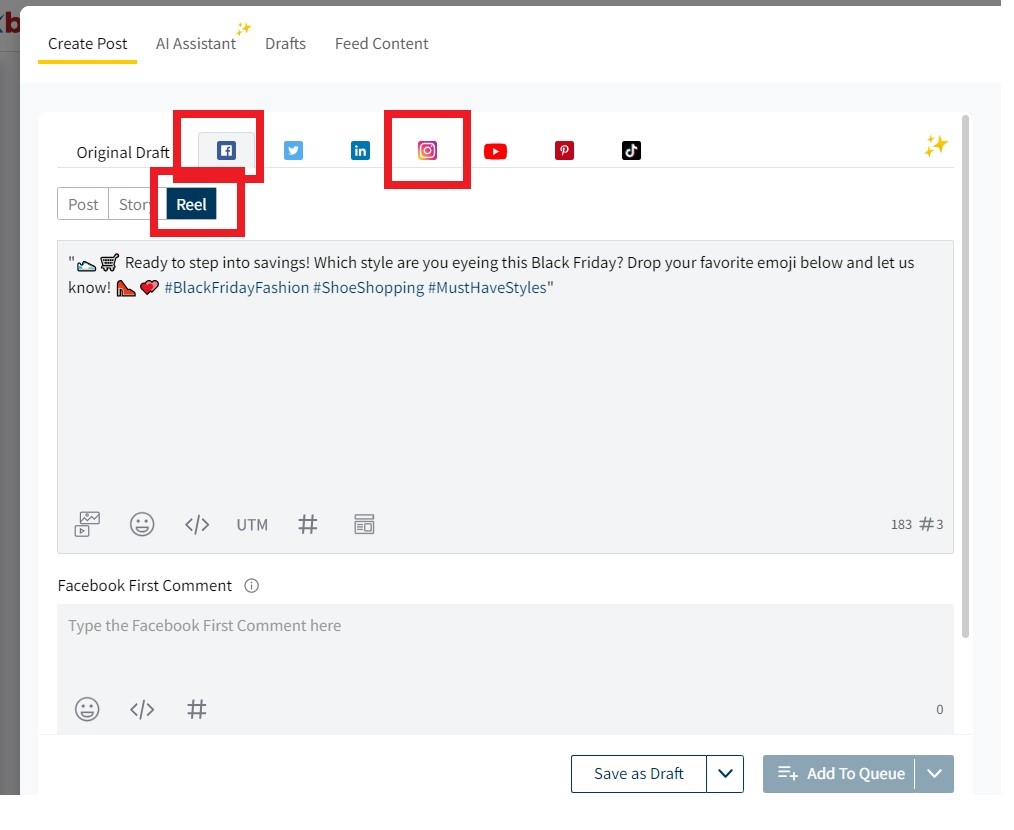 Create Post AI Assistant Drafts Feed Content
Original Draft
Post Story Reel
"👟🛒 Ready to step into savings! Which style are you eyeing this Black Friday? Drop your favorite emoji below and let us
know! 👠💖 #BlackFridayFashion #ShoeShopping #MustHaveStyles"
UTM 183 #3
Facebook First Comment
Type the Facebook First Comment here
0
Save as Draft Add To Queue